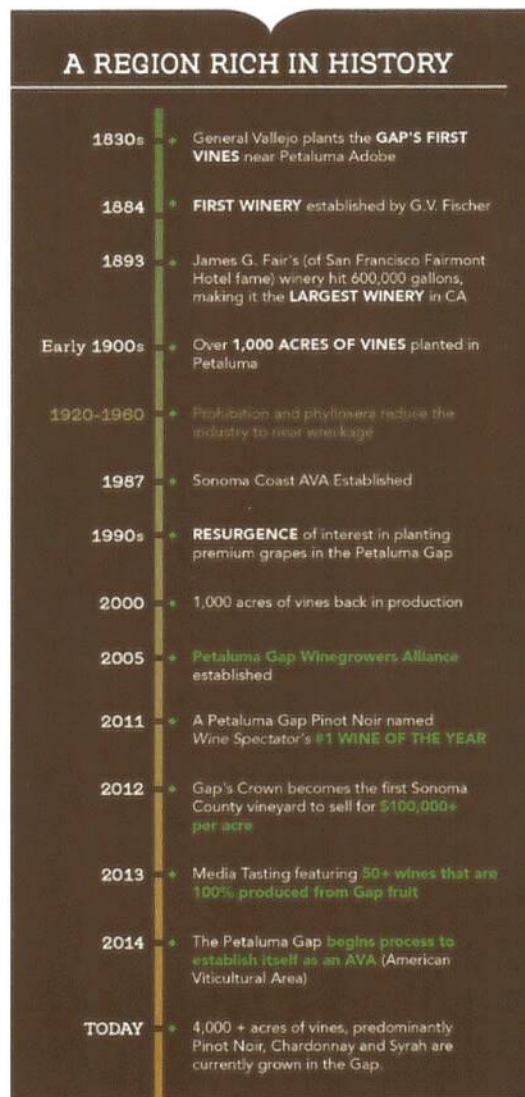 A REGION RICH IN HISTORY
1830s
General Vallejo plants the GAP'S FIRST
VINES near Petaluma Adobe
1884
FIRST WINERY established by G.V. Fischer
1893
James G. Fair's (of San Francisco Fairmont
Hotel fame) winery hit 600,000 gallons,
making it the LARGEST WINERY in CA
Early 1900s
Over 1,000 ACRES OF VINES planted in
Petaluma
1920-1960
Prohibition and phylloxera reduce the
industry to near wreckage
1987
Sonoma Coast AVA Established
1990s
RESURGENCE of interest in planting
premium grapes in the Petaluma Gap
2000
1,000 acres of vines back in production
2005
Petaluma Gap Winegrowers Alliance
established
2011
A Petaluma Gap Pinot Noir named
Wine Spectator's #1 WINE OF THE YEAR
2012
Gap's Crown becomes the first Sonoma
County vineyard to sell for $100,000+
per acre
2013
Media Tasting featuring 50+ wines that are
100% produced from Gap fruit
2014
The Petaluma Gap begins process to
establish itself as an AVA (American
Viticultural Area)
TODAY
4,000 + acres of vines, predominantly
Pinot Noir, Chardonnay and Syrah are
currently grown in the Gap.